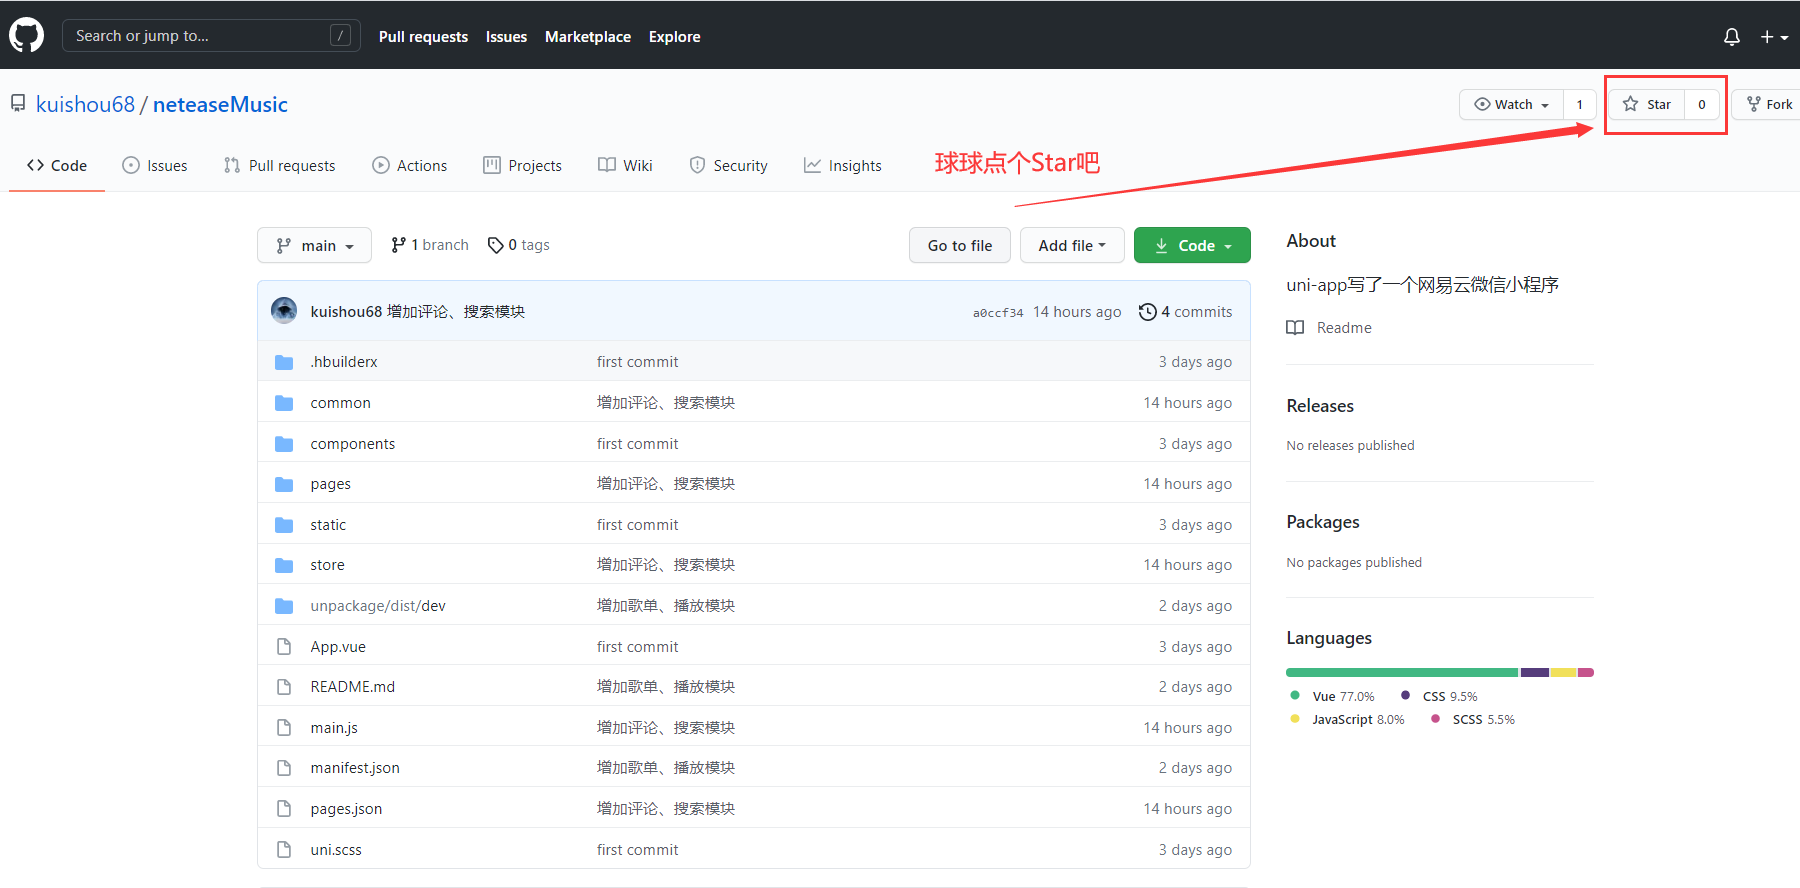 Search or jump to... /
Pull requests Issues Marketplace Explore
kuishou68 / neteaseMusic
Watch 1 Star 0 Fork
Code Issues Pull requests Actions Projects Wiki Security Insights
球球点个Star吧
main 1 branch 0 tags Go to file Add file Code
kuishou68 增加评论、搜索模块 a0ccf34 14 hours ago 4 commits
.hbuilderx first commit 3 days ago
common 增加评论、搜索模块 14 hours ago
components first commit 3 days ago
pages 增加评论、搜索模块 14 hours ago
static first commit 3 days ago
store 增加评论、搜索模块 14 hours ago
unpackage/dist/dev 增加歌单、播放模块 2 days ago
App.vue first commit 3 days ago
README.md 增加歌单、播放模块 2 days ago
main.js 增加评论、搜索模块 14 hours ago
manifest.json 增加歌单、播放模块 2 days ago
pages.json 增加评论、搜索模块 14 hours ago
uni.scss first commit 3 days ago
About
uni-app写了一个网易云微信小程序
Readme
Releases
No releases published
Packages
No packages published
Languages
Vue 77.0% CSS 9.5%
JavaScript 8.0% SCSS 5.5%